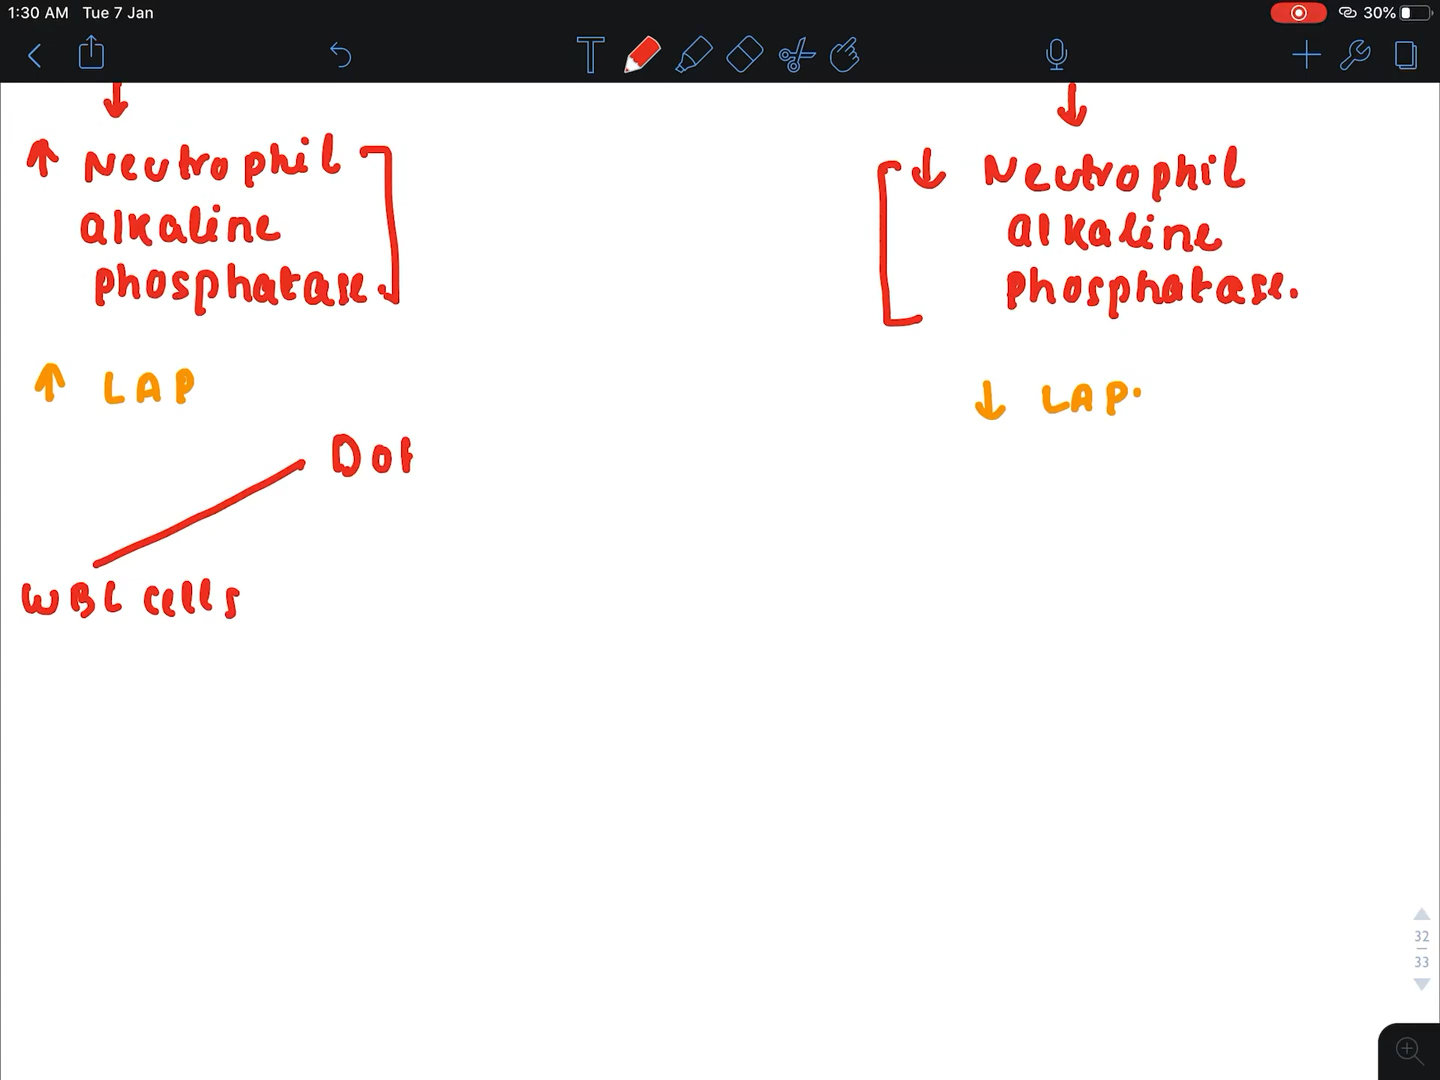 1:30 AM Tue 7 Jan
30%
↑ Neutrophil
alkaline
phosphatase.
↓ Neutrophil
alkaline
phosphatase.
↑ LAP
↓ LAP.
WBC cells
32
33